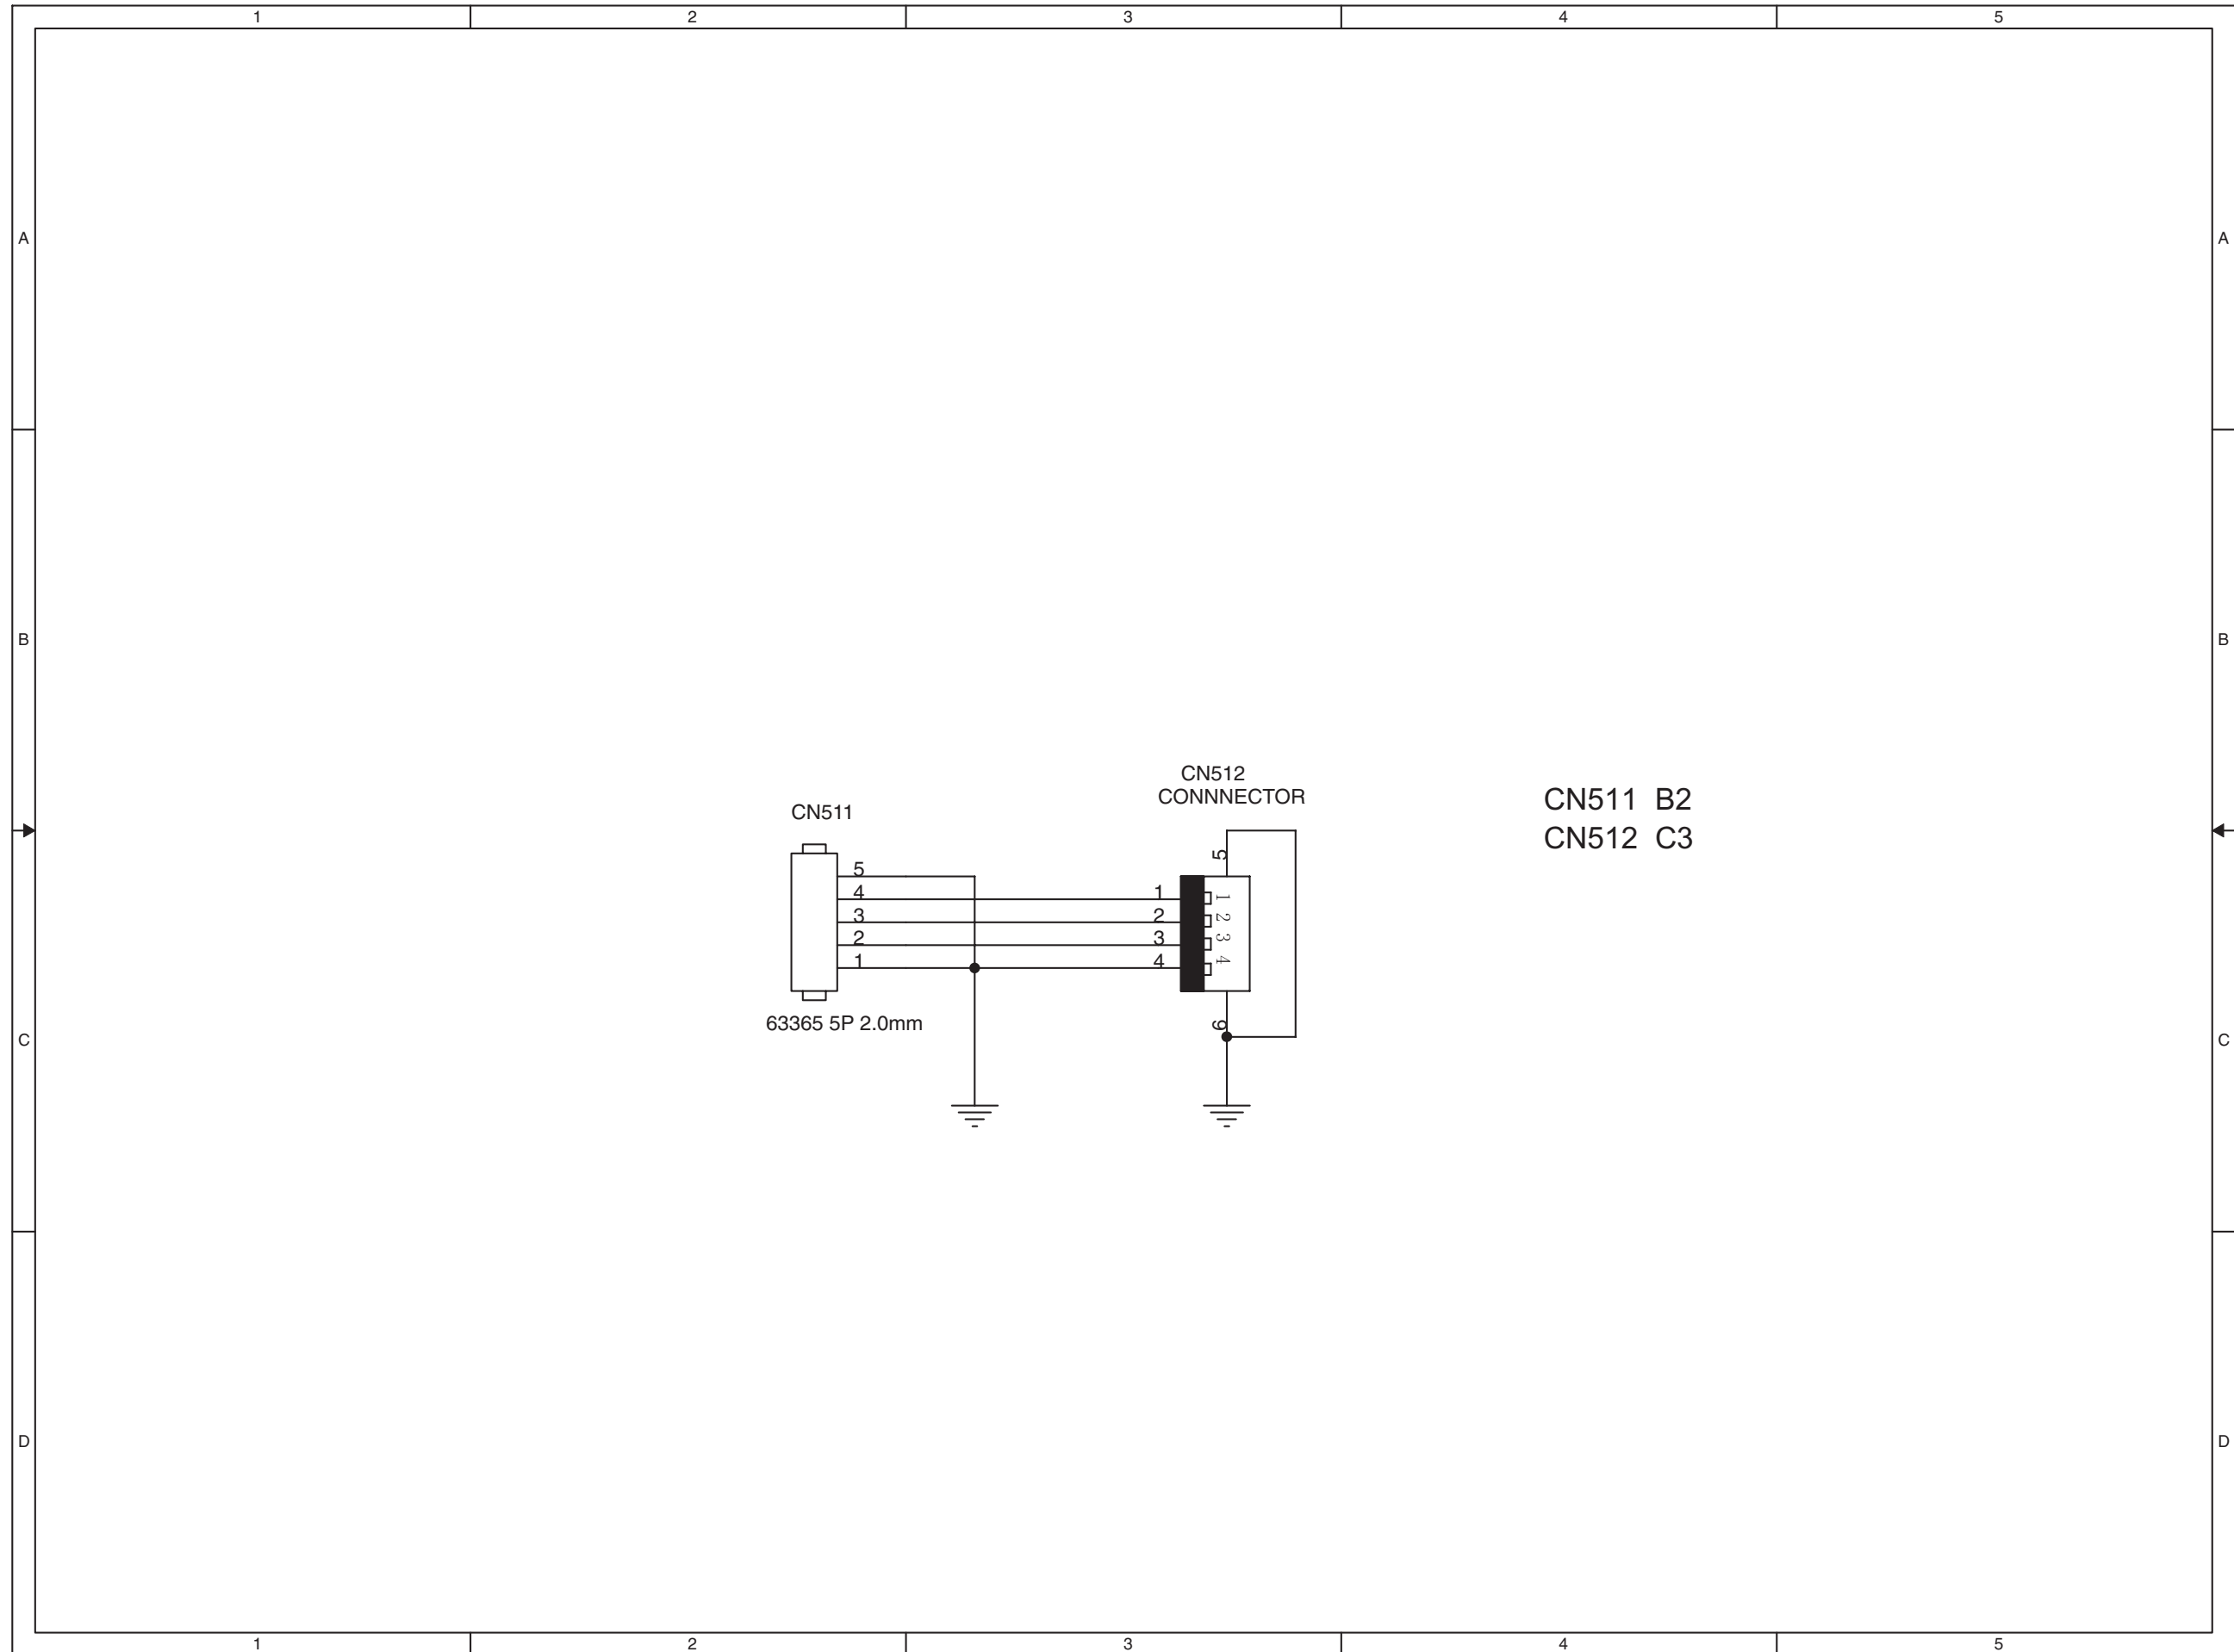 1 2 3 4 5
A A
B B
CN512
CONNNECTOR
CN511
CN511 B2
CN512 C3
5
5
4 1 1
3 2 2
2 3 3
1 4 4
6
63365 5P 2.0mm
C C
D D
1 2 3 4 5